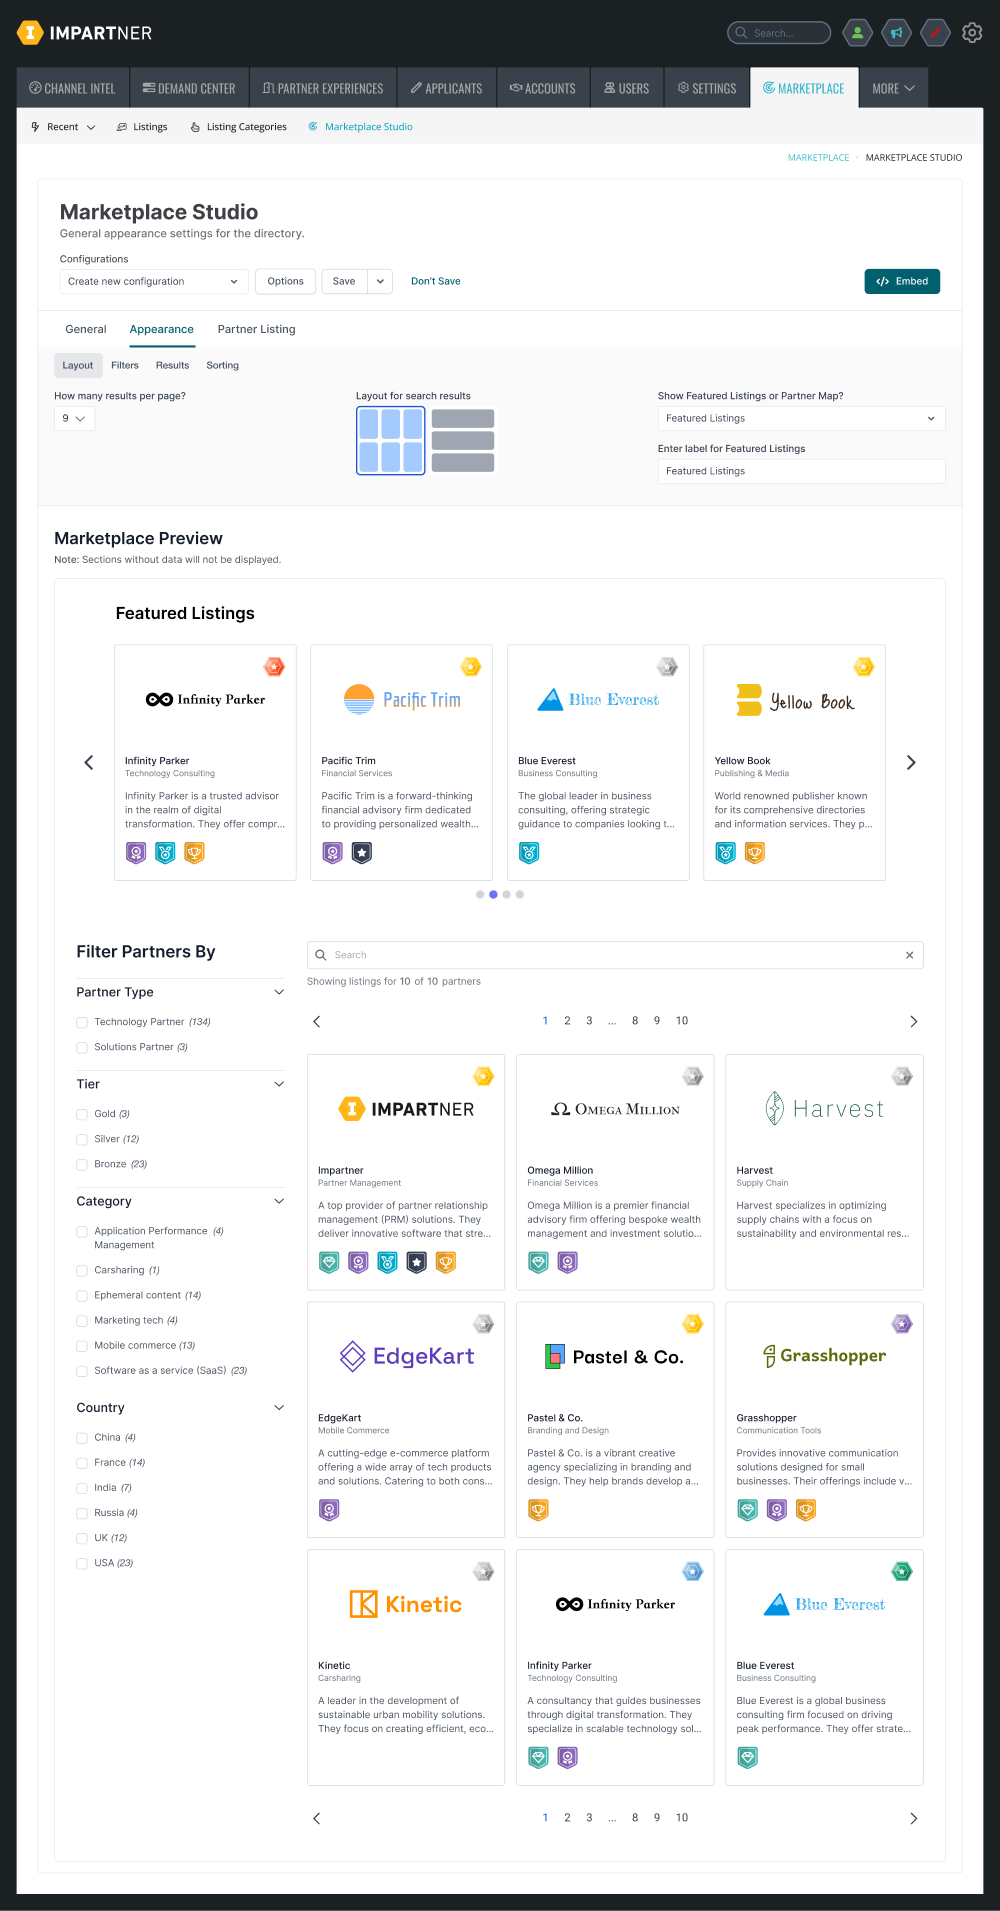 IMPARTNER
Search...
CHANNEL INTEL
DEMAND CENTER
PARTNER EXPERIENCES
APPLICANTS
ACCOUNTS
USERS
SETTINGS
MARKETPLACE
MORE
Recent
Listings
Listing Categories
Marketplace Studio
MARKETPLACE
MARKETPLACE STUDIO
Marketplace Studio
General appearance settings for the directory.
Configurations
Create new configuration
Options
Save
Don't Save
</> Embed
General
Appearance
Partner Listing
Layout
Filters
Results
Sorting
How many results per page?
9
Layout for search results
Show Featured Listings or Partner Map?
Featured Listings
Enter label for Featured Listings
Featured Listings
Marketplace Preview
Note: Sections without data will not be displayed.
Featured Listings
Infinity Parker
Infinity Parker
Technology Consulting
Infinity Parker is a trusted advisor
in the realm of digital
transformation. They offer compr...
Pacific Trim
Pacific Trim
Financial Services
Pacific Trim is a forward-thinking
financial advisory firm dedicated
to providing personalized wealth...
Blue Everest
Blue Everest
Business Consulting
The global leader in business
consulting, offering strategic
guidance to companies looking t...
Yellow Book
Yellow Book
Publishing & Media
World renowned publisher known
for its comprehensive directories
and information services. They p...
Filter Partners By
Partner Type
Technology Partner (134)
Solutions Partner (3)
Tier
Gold (3)
Silver (12)
Bronze (23)
Category
Application Performance (4)
Management
Carsharing (1)
Ephemeral content (14)
Marketing tech (4)
Mobile commerce (13)
Software as a service (SaaS) (23)
Country
China (4)
France (14)
India (7)
Russia (4)
UK (12)
USA (23)
Search
Showing listings for 10 of 10 partners
1 2 3 ... 8 9 10
IMPARTNER
Impartner
Partner Management
A top provider of partner relationship
management (PRM) solutions. They
deliver innovative software that stre...
OMEGA MILLION
Omega Million
Financial Services
Omega Million is a premier financial
advisory firm offering bespoke wealth
management and investment solutio...
Harvest
Harvest
Supply Chain
Harvest specializes in optimizing
supply chains with a focus on
sustainability and environmental res...
EdgeKart
EdgeKart
Mobile Commerce
A cutting-edge e-commerce platform
offering a wide array of tech products
and solutions. Catering to both cons...
Pastel & Co.
Pastel & Co.
Branding and Design
Pastel & Co. is a vibrant creative
agency specializing in branding and
design. They help brands develop a...
Grasshopper
Grasshopper
Communication Tools
Provides innovative communication
solutions designed for small
businesses. Their offerings include v...
Kinetic
Kinetic
Carsharing
A leader in the development of
sustainable urban mobility solutions.
They focus on creating efficient, eco...
Infinity Parker
Infinity Parker
Technology Consulting
A consultancy that guides businesses
through digital transformation. They
specialize in scalable technology sol...
Blue Everest
Blue Everest
Business Consulting
Blue Everest is a global business
consulting firm focused on driving
peak performance. They offer strate...
1 2 3 ... 8 9 10